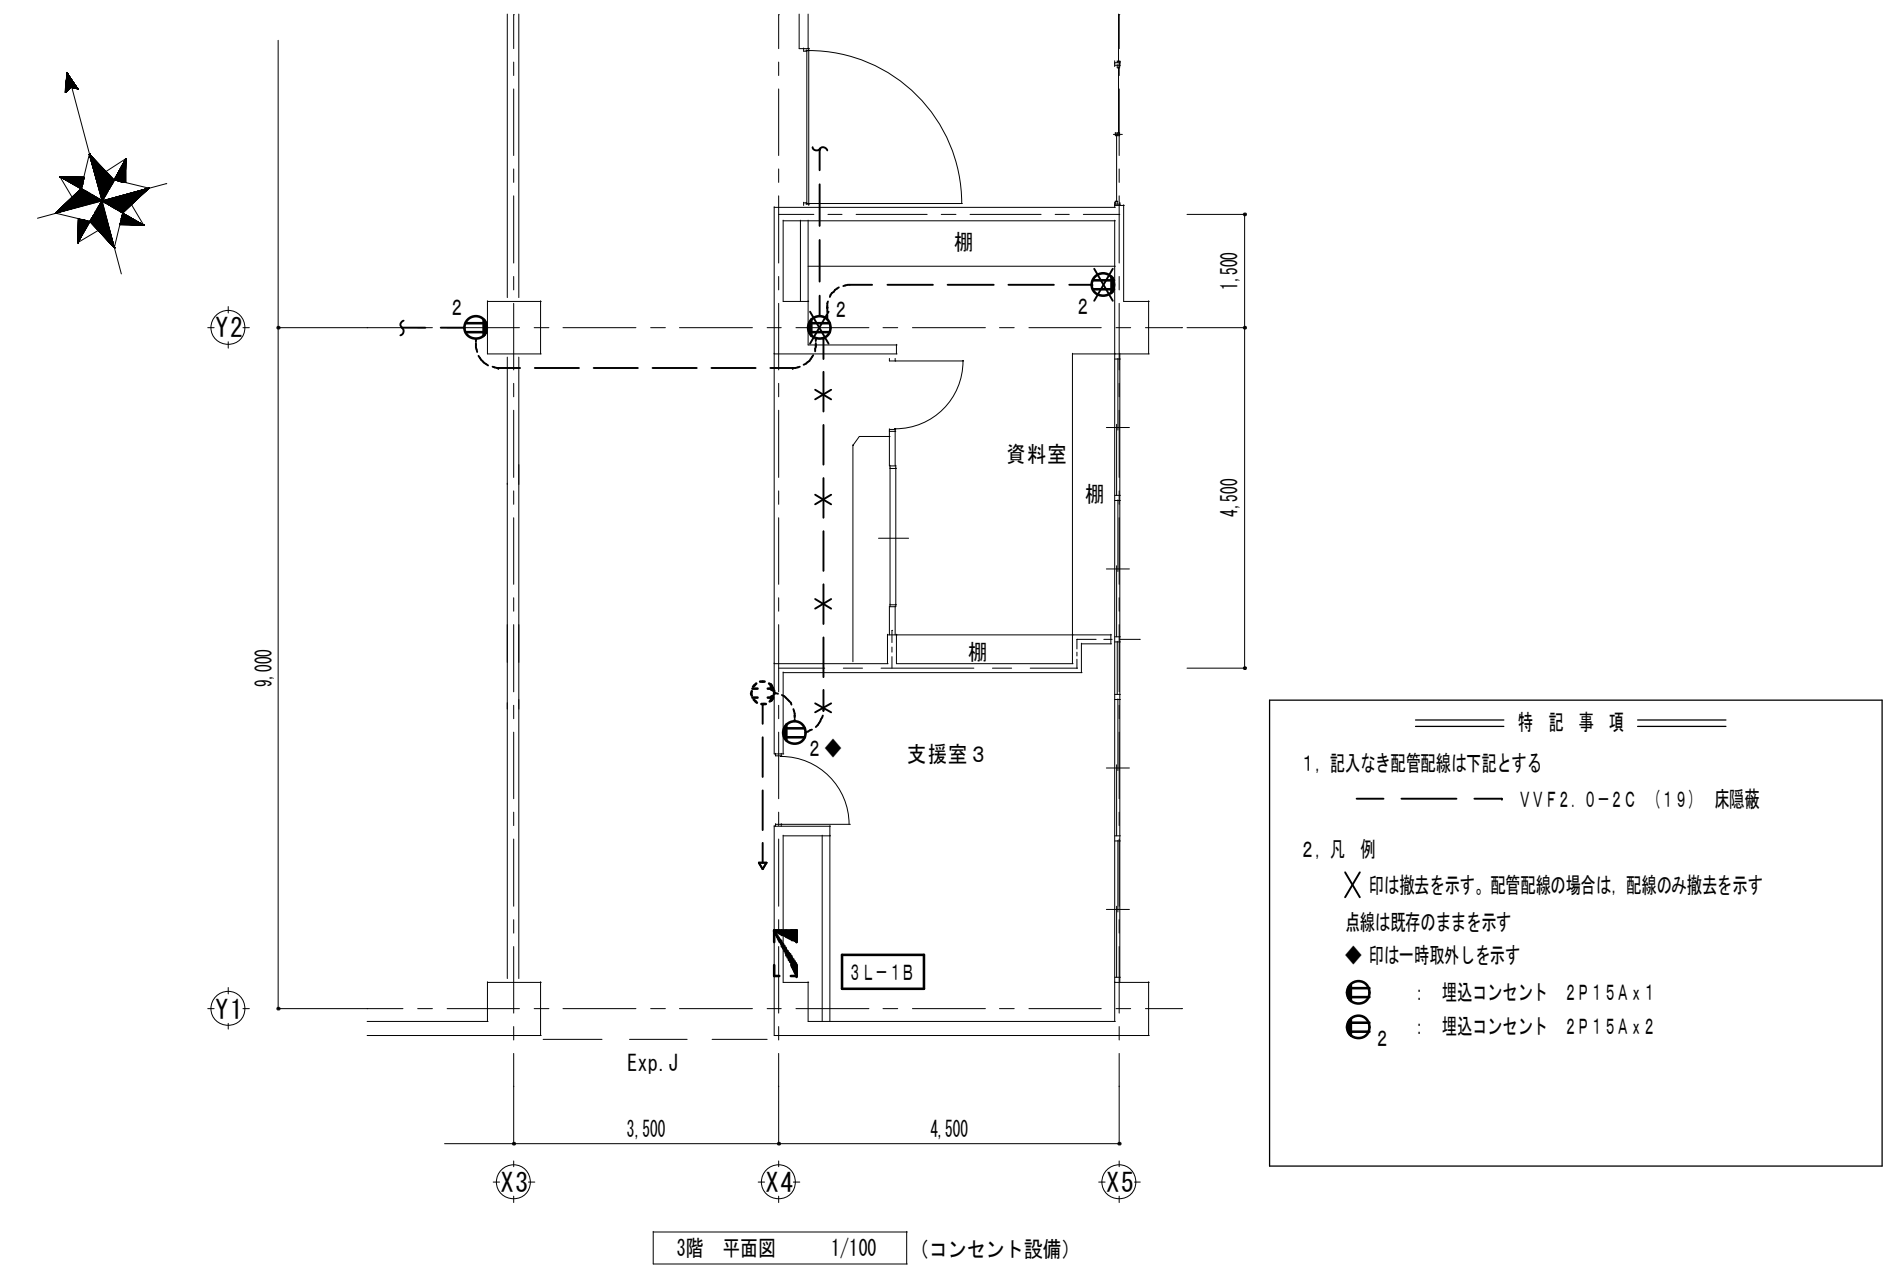 棚
1,500
2
2
2
Y2
資料室
棚
4,500
棚
9,000
2◆
支援室3
3L−1B
Y1
Exp.J
3,500
4,500
X3
X4
X5
3階 平面図 1/100 (コンセント設備)
特記事項
1, 記入なき配管配線は下記とする
VVF2.0−2C (19) 床隠蔽
2, 凡 例
╳ 印は撤去を示す。配管配線の場合は, 配線のみ撤去を示す
点線は既存のままを示す
◆ 印は一時取外しを示す
: 埋込コンセント 2P15Ax1
2 : 埋込コンセント 2P15Ax2